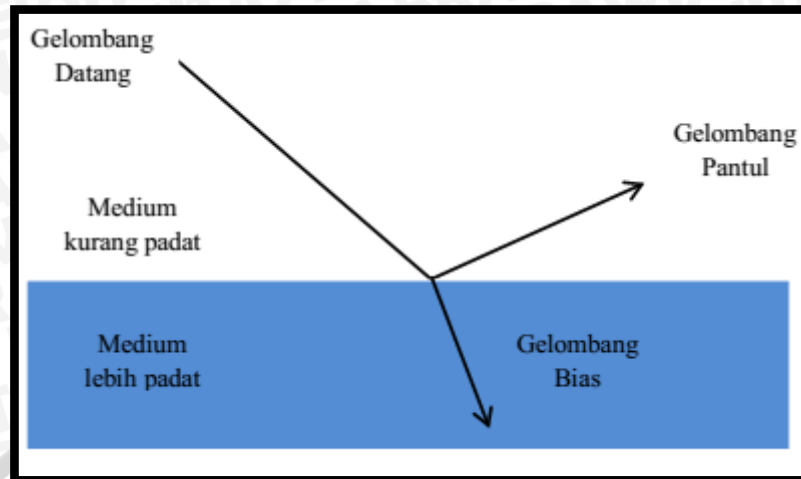 Gelombang
Datang
Gelombang
Pantul
Medium
kurang padat
Medium
lebih padat
Gelombang
Bias